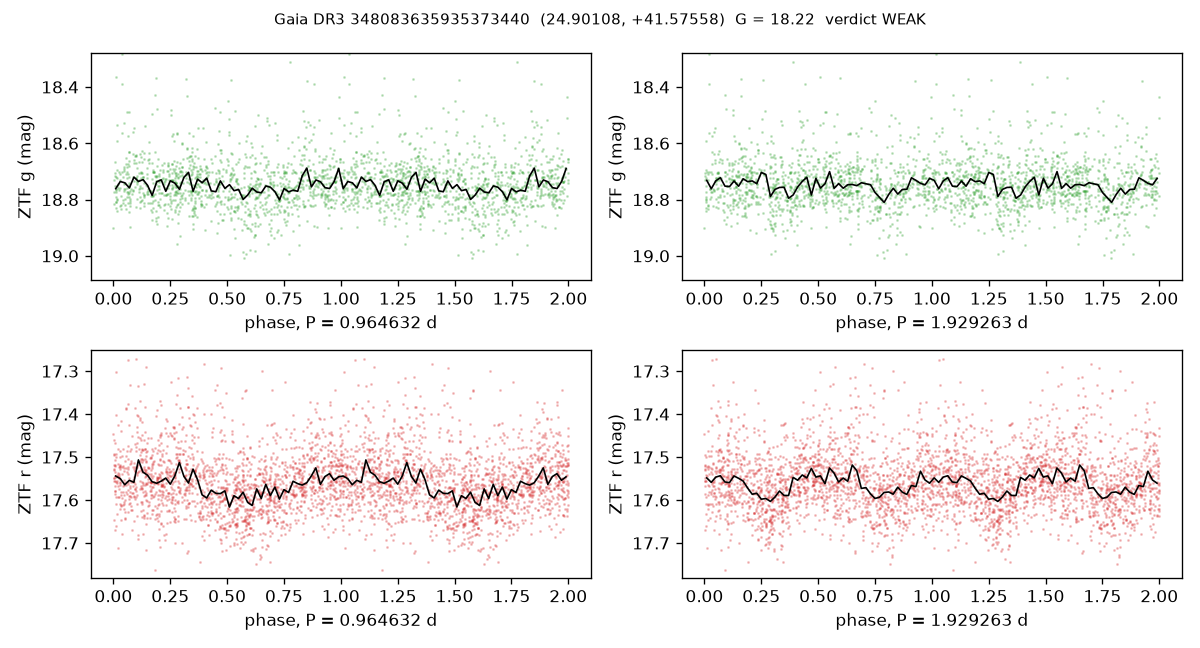 Gaia DR3 348083635935373440 (24.90108, +41.57558) G = 18.22 verdict WEAK
ZTF g (mag)
18.4
18.6
18.8
19.0
0.00 0.25 0.50 0.75 1.00 1.25 1.50 1.75 2.00
phase, P = 0.964632 d
ZTF g (mag)
18.4
18.6
18.8
19.0
0.00 0.25 0.50 0.75 1.00 1.25 1.50 1.75 2.00
phase, P = 1.929263 d
ZTF r (mag)
17.3
17.4
17.5
17.6
17.7
0.00 0.25 0.50 0.75 1.00 1.25 1.50 1.75 2.00
phase, P = 0.964632 d
ZTF r (mag)
17.3
17.4
17.5
17.6
17.7
0.00 0.25 0.50 0.75 1.00 1.25 1.50 1.75 2.00
phase, P = 1.929263 d